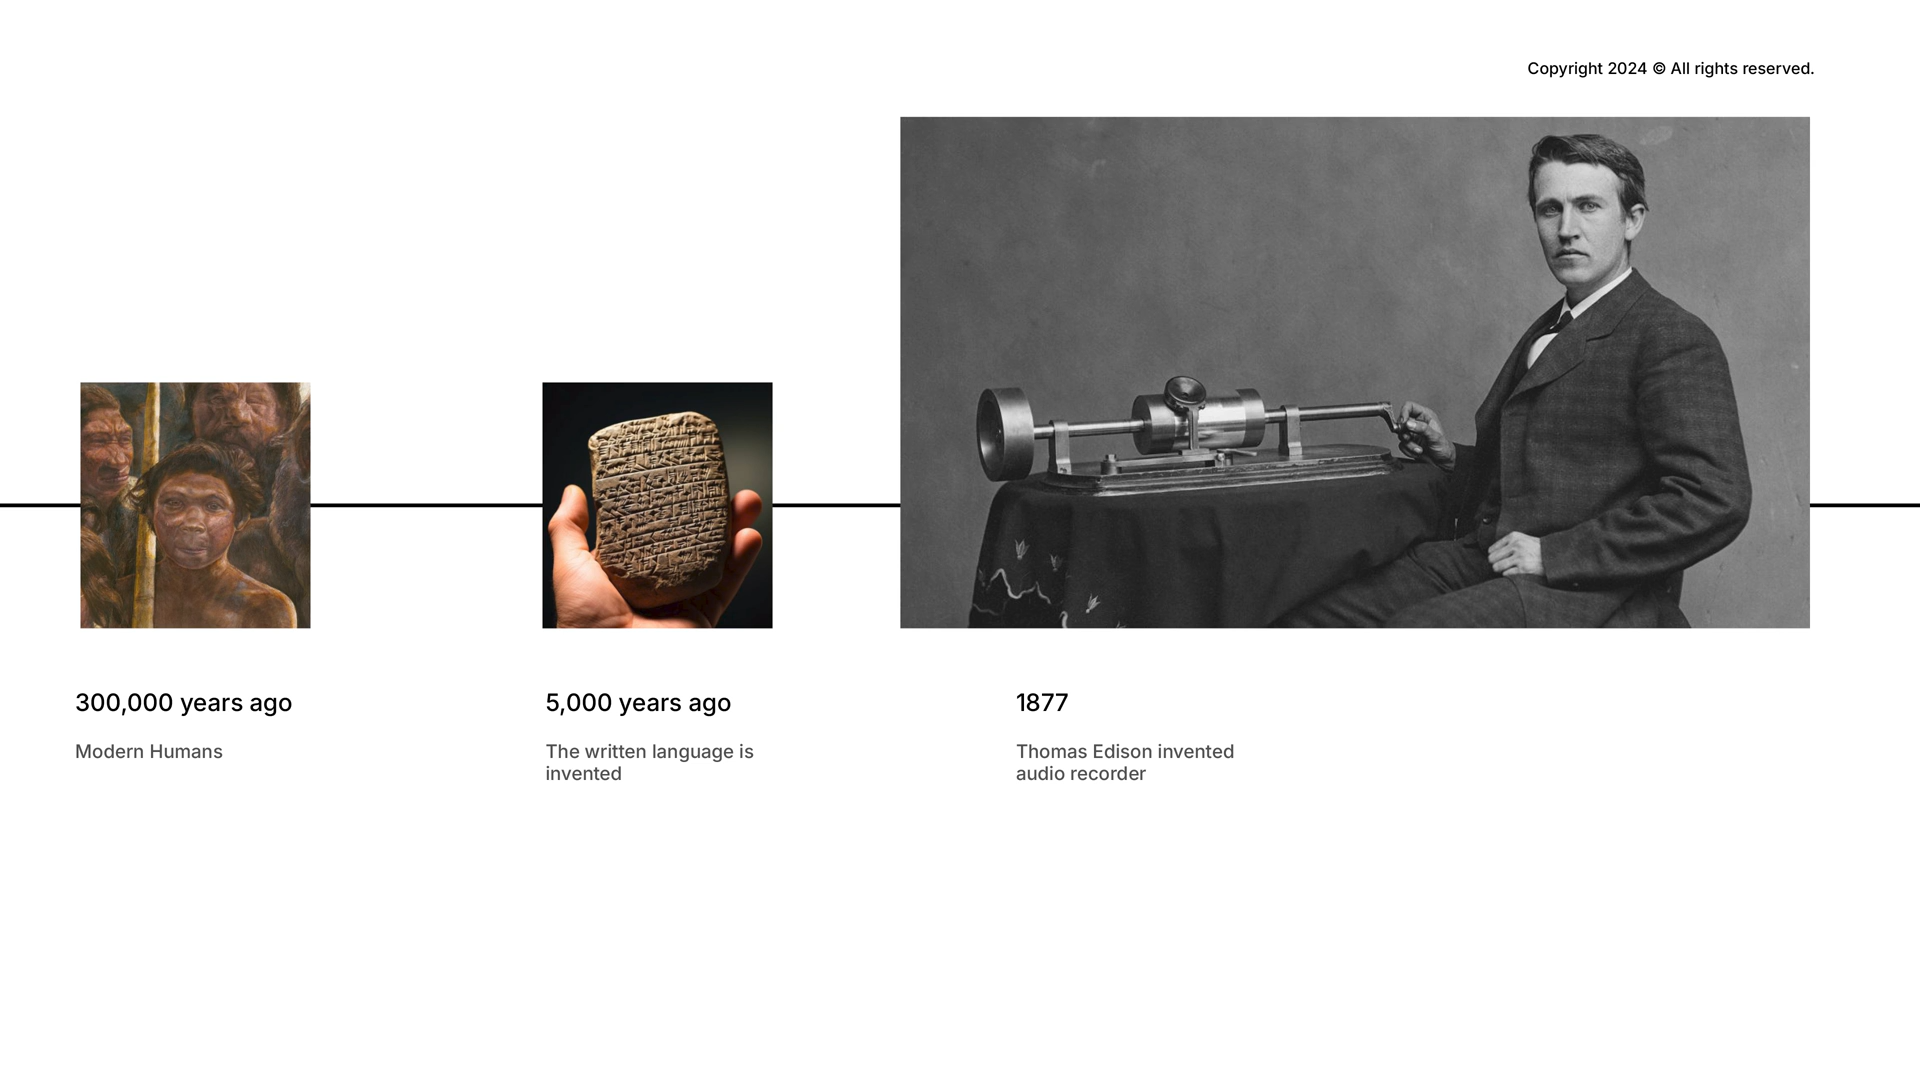 Copyright 2024 © All rights reserved.
300,000 years ago
Modern Humans
5,000 years ago
The written language is
invented
1877
Thomas Edison invented
audio recorder